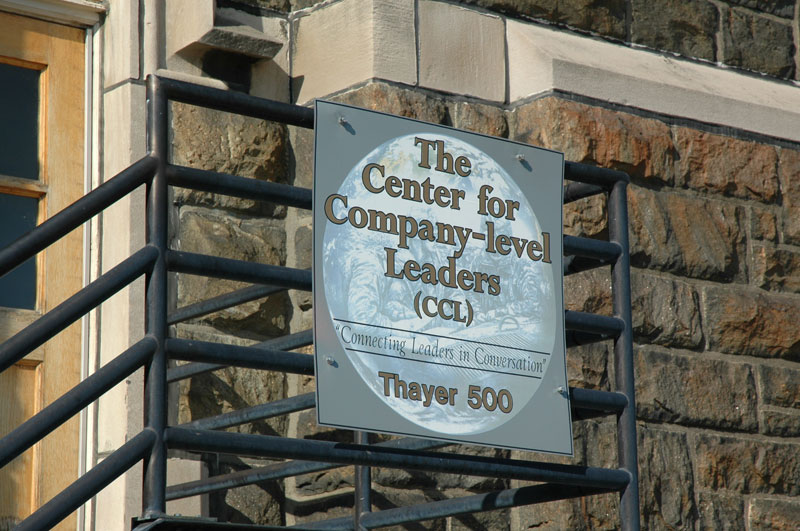 The
Center for
Company-level
Leaders
(CCL)
"Connecting Leaders in Conversation"
Thayer 500